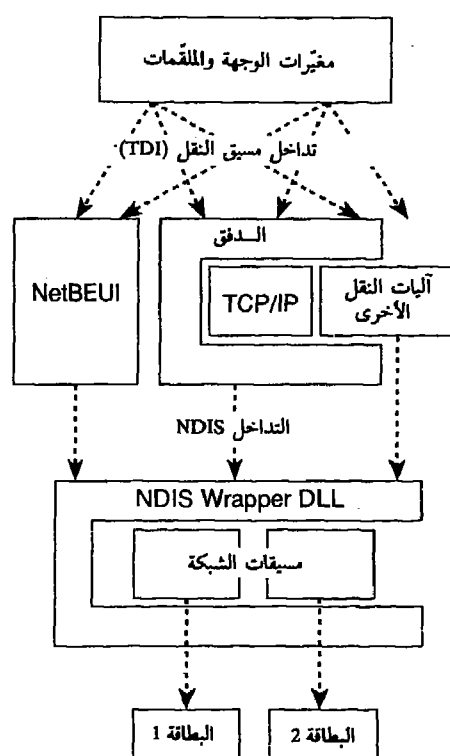 مغيّرات الوجهة والملقّمات
تداخل مسيق النقل (TDI)
الـدفق
NetBEUI
TCP/IP
آليات النقل
الأخرى
التداخل NDIS
NDIS Wrapper DLL
مسيقات الشبكة
البطاقة 1
البطاقة 2